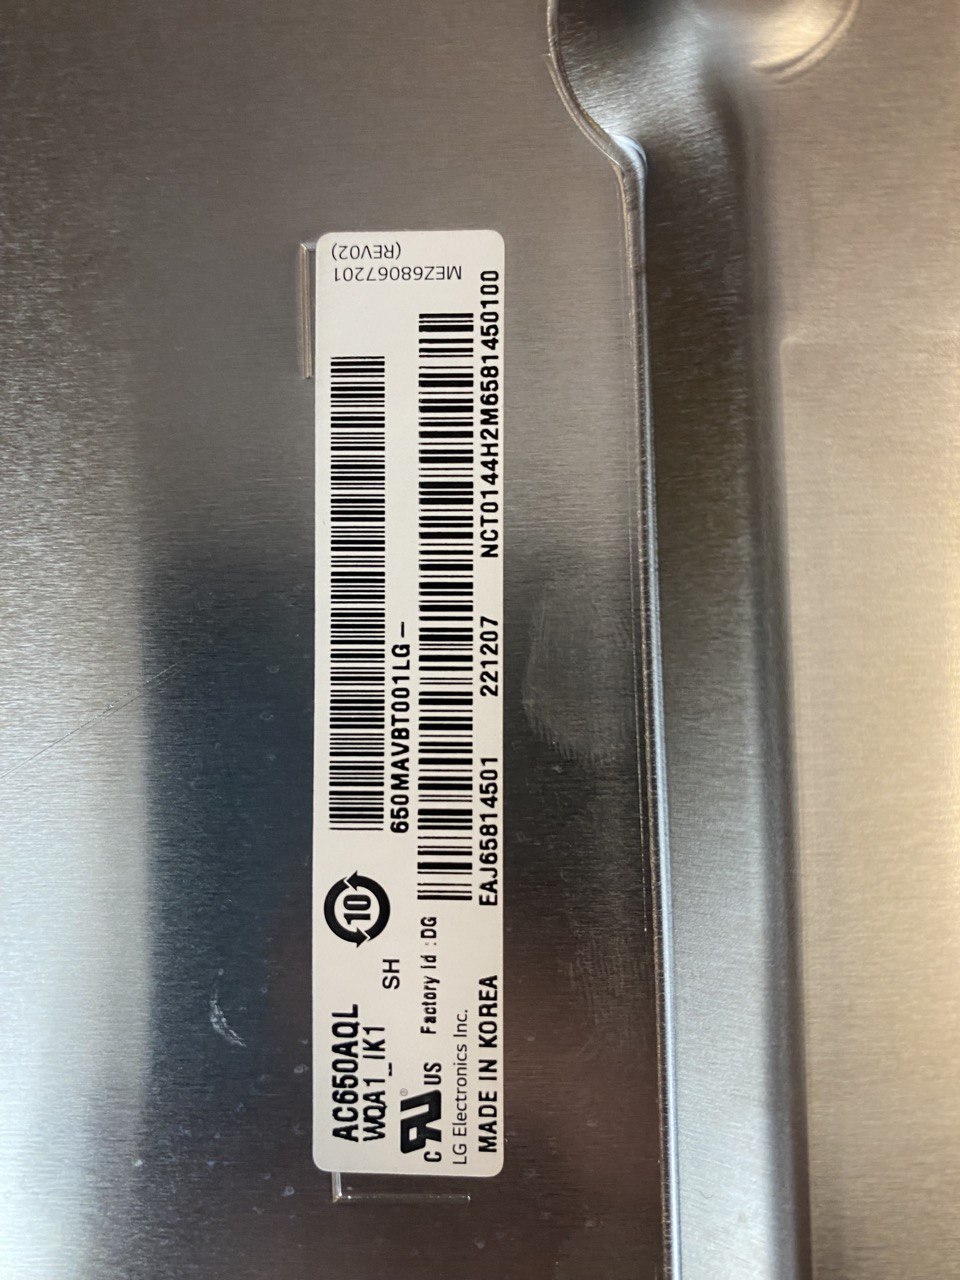 AC650AQL
WQA1_IK1
SH
10
650MAVBT001LG-
C RU ® US
Factory Id : DG
LG Electronics Inc.
MADE IN KOREA
EAJ65814501 221207 NCT0144H2M6581450100
MEZ68067201
(REV02)